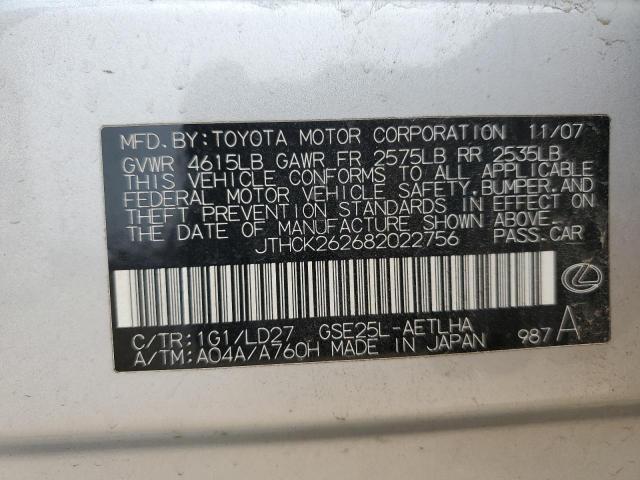 MFD. BY: TOYOTA MOTOR CORPORATION 11/07
GVWR 4615LB GAWR FR 2575LB RR 2535LB
THIS VEHICLE CONFORMS TO ALL APPLICABLE
FEDERAL MOTOR VEHICLE SAFETY, BUMPER, AND
THEFT PREVENTION STANDARDS IN EFFECT ON
THE DATE OF MANUFACTURE SHOWN ABOVE.
JTHCK262682022756 PASS. CAR
C/TR: 1G1/LD27 GSE25L-AETLHA
A/TM: A04A/A760H MADE IN JAPAN 987 A